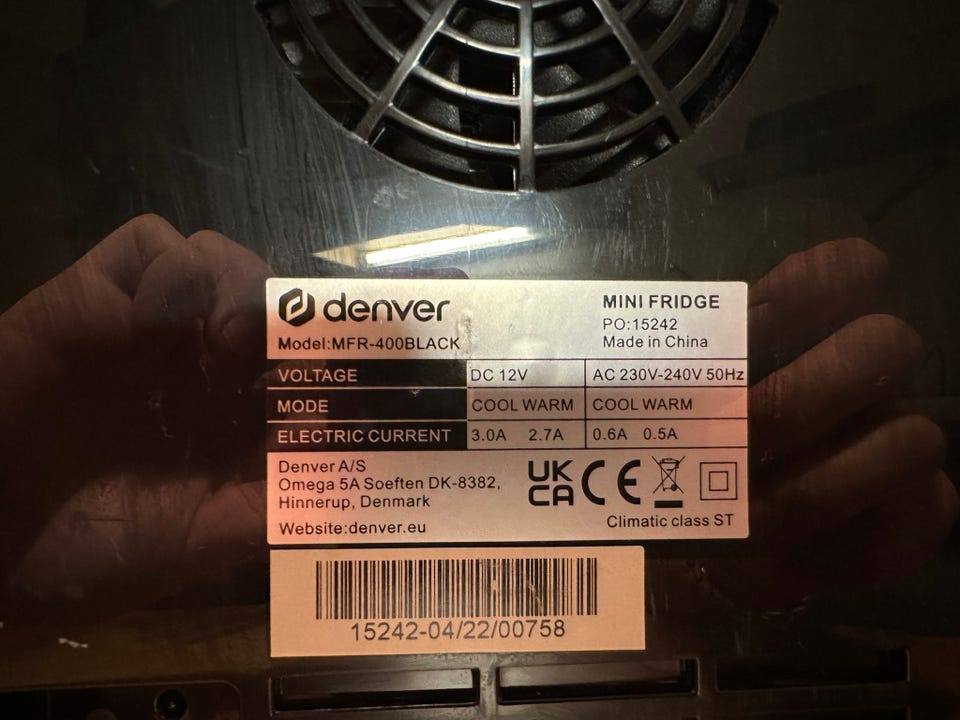 denver
MINI FRIDGE
Model:MFR-400BLACK
PO:15242
Made in China
VOLTAGE DC 12V AC 230V-240V 50Hz
MODE COOL WARM COOL WARM
ELECTRIC CURRENT 3.0A 2.7A 0.6A 0.5A
Denver A/S
Omega 5A Soeften DK-8382,
Hinnerup, Denmark
Website:denver.eu
UK
CA
CE
Climatic class ST
15242-04/22/00758